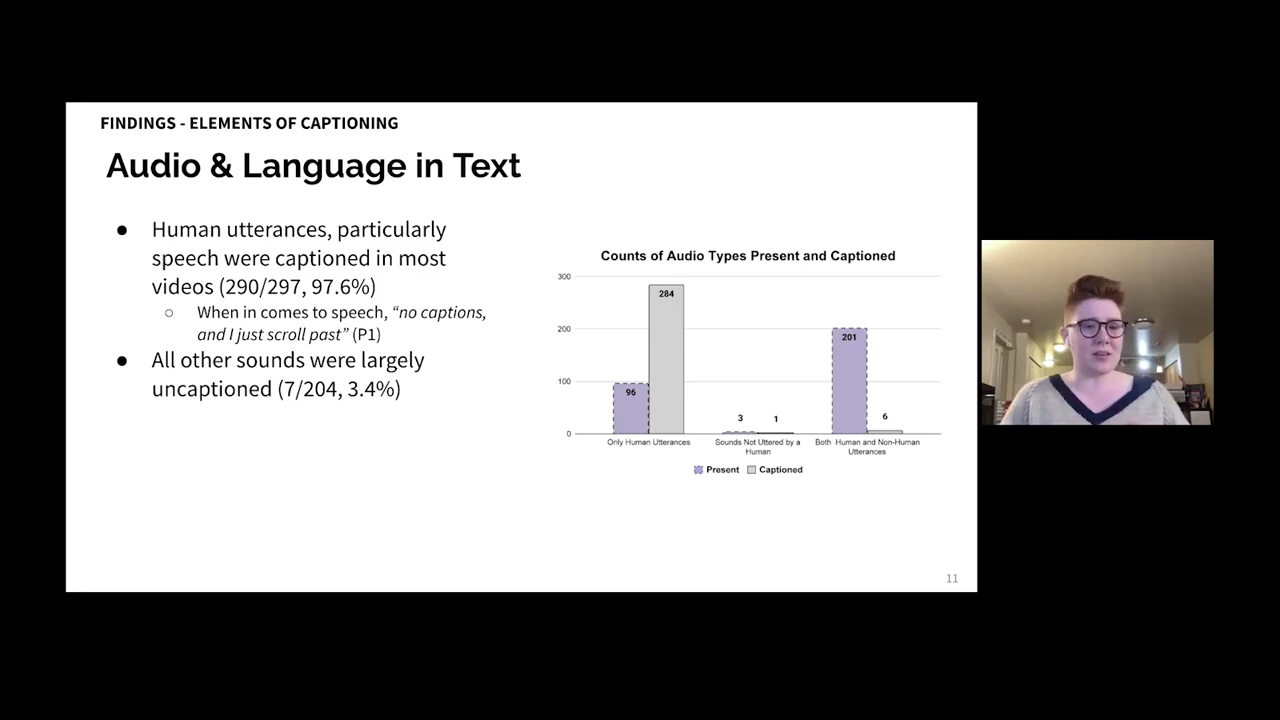 FINDINGS - ELEMENTS OF CAPTIONING
Audio & Language in Text
● Human utterances, particularly
speech were captioned in most
videos (290/297, 97.6%)
○ When in comes to speech, “no captions,
and I just scroll past” (P1)
● All other sounds were largely
uncaptioned (7/204, 3.4%)
Counts of Audio Types Present and Captioned
300
200
100
0
96
284
3
1
201
6
Only Human Utterances
Sounds Not Uttered by a
Human
Both Human and Non-Human
Utterances
Present
Captioned
11